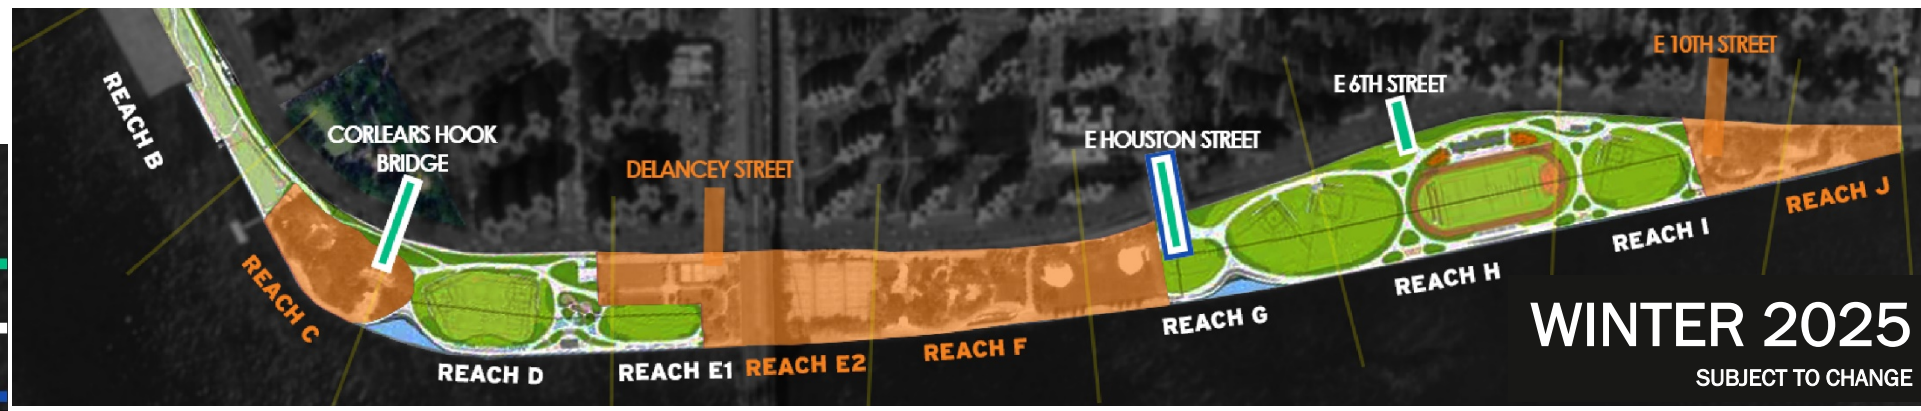 REACH B
CORLEARS HOOK
BRIDGE
REACH C
DELANCEY STREET
REACH D
REACH E1
REACH E2
REACH F
E HOUSTON STREET
REACH G
E 6TH STREET
REACH H
REACH I
E 10TH STREET
REACH J
WINTER 2025
SUBJECT TO CHANGE